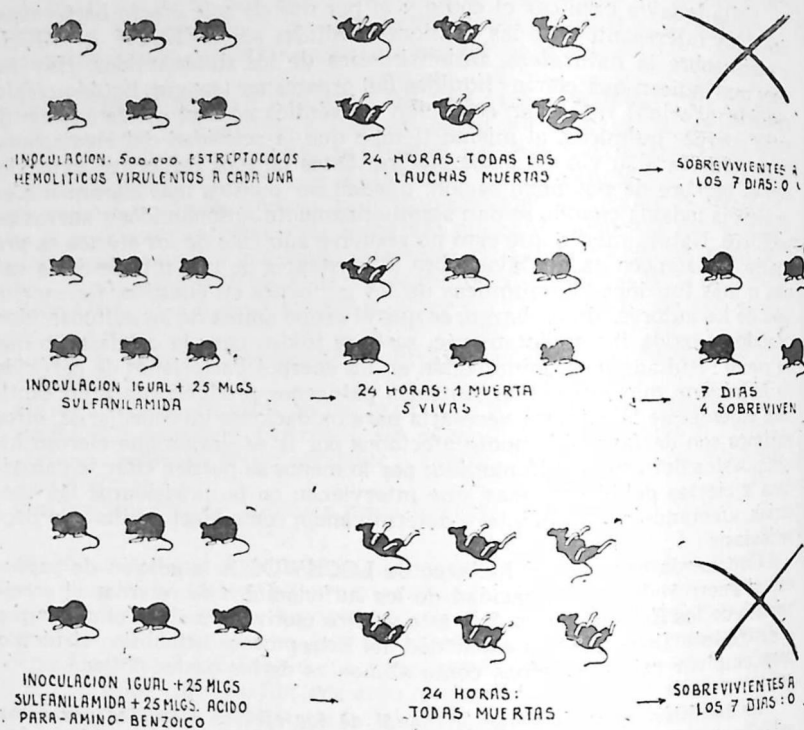 INOCULACION. 500.000 ESTREPTOCOCOS
HEMOLITICOS VIRULENTOS A CADA UNA
24 HORAS: TODAS LAS
LAUCHAS MUERTAS
SOBREVIVIENTES A
LOS 7 DIAS: 0
INOCULACION IGUAL + 25 MLGS.
SULFANILAMIDA
24 HORAS: 1 MUERTA
5 VIVAS
7 DIAS
4 SOBREVIVEN
INOCULACION IGUAL + 25 MLGS
SULFANILAMIDA + 25 MLGS. ACIDO
PARA-AMINO-BENZOICO
24 HORAS:
TODAS MUERTAS
SOBREVIVIENTES A
LOS 7 DIAS: 0